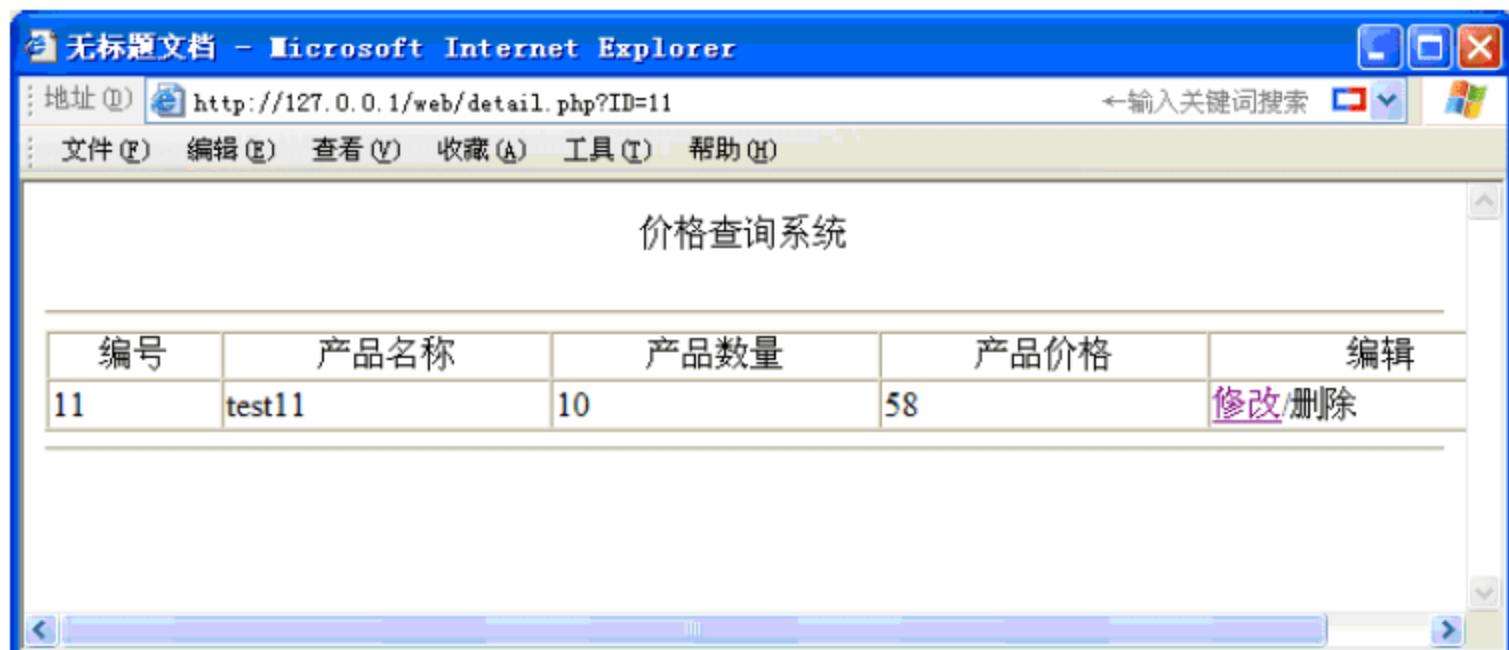 无标题文档 - Microsoft Internet Explorer
地址(D) http://127.0.0.1/web/detail.php?ID=11 ←输入关键词搜索
文件(F) 编辑(E) 查看(V) 收藏(A) 工具(T) 帮助(H)
价格查询系统
编号 产品名称 产品数量 产品价格 编辑
11 test11 10 58 修改/删除